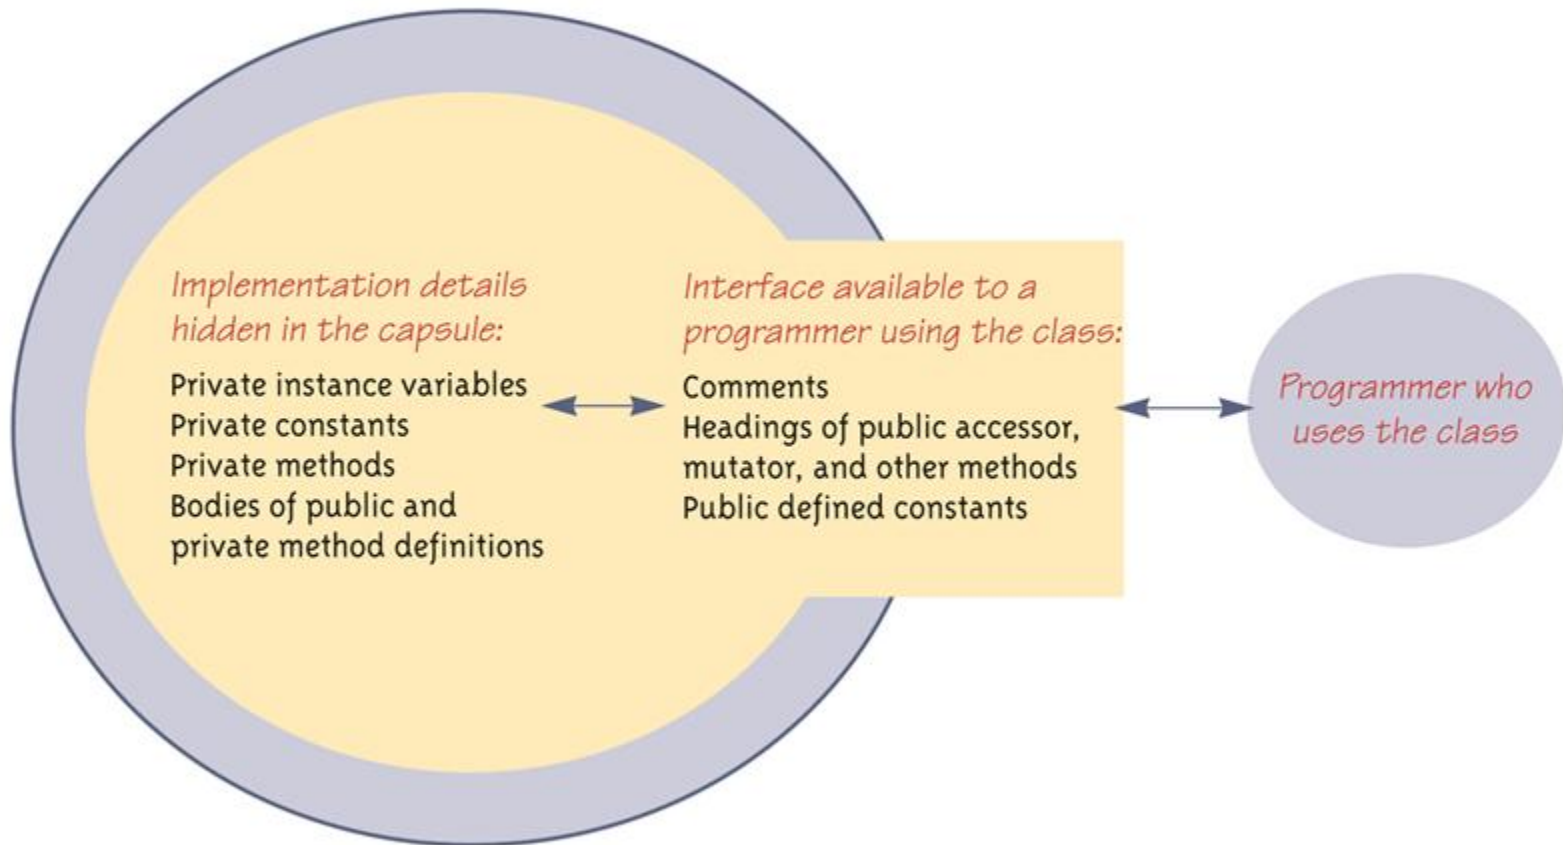 Implementation details
hidden in the capsule:
Private instance variables
Private constants
Private methods
Bodies of public and
private method definitions
Interface available to a
programmer using the class:
Comments
Headings of public accessor,
mutator, and other methods
Public defined constants
Programmer who
uses the class